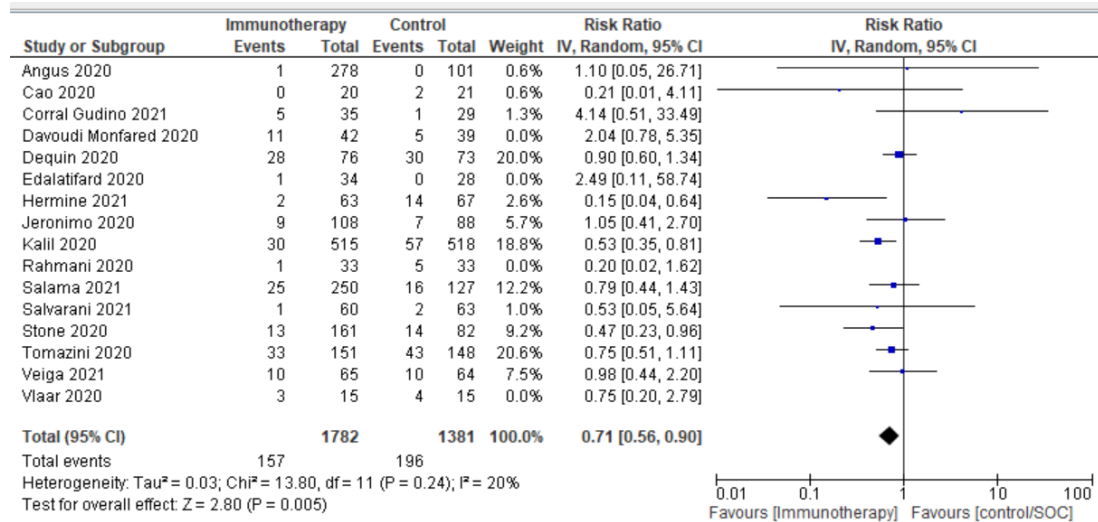 Immunotherapy Control Risk Ratio Risk Ratio
Study or Subgroup Events Total Events Total Weight IV, Random, 95% CI IV, Random, 95% CI
Angus 2020 1 278 0 101 0.6% 1.10 [0.05, 26.71]
Cao 2020 0 20 2 21 0.6% 0.21 [0.01, 4.11]
Corral Gudino 2021 5 35 1 29 1.3% 4.14 [0.51, 33.49]
Davoudi Monfared 2020 11 42 5 39 0.0% 2.04 [0.78, 5.35]
Dequin 2020 28 76 30 73 20.0% 0.90 [0.60, 1.34]
Edalatifard 2020 1 34 0 28 0.0% 2.49 [0.11, 58.74]
Hermine 2021 2 63 14 67 2.6% 0.15 [0.04, 0.64]
Jeronimo 2020 9 108 7 88 5.7% 1.05 [0.41, 2.70]
Kalil 2020 30 515 57 518 18.8% 0.53 [0.35, 0.81]
Rahmani 2020 1 33 5 33 0.0% 0.20 [0.02, 1.62]
Salama 2021 25 250 16 127 12.2% 0.79 [0.44, 1.43]
Salvarani 2021 1 60 2 63 1.0% 0.53 [0.05, 5.64]
Stone 2020 13 161 14 82 9.2% 0.47 [0.23, 0.96]
Tomazini 2020 33 151 43 148 20.6% 0.75 [0.51, 1.11]
Veiga 2021 10 65 10 64 7.5% 0.98 [0.44, 2.20]
Vlaar 2020 3 15 4 15 0.0% 0.75 [0.20, 2.79]
Total (95% CI) 1782 1381 100.0% 0.71 [0.56, 0.90]
Total events 157 196
Heterogeneity: Tau² = 0.03; Chi² = 13.80, df = 11 (P = 0.24); I² = 20%
Test for overall effect: Z = 2.80 (P = 0.005)
0.01 0.1 1 10 100
Favours [Immunotherapy] Favours [control/SOC]